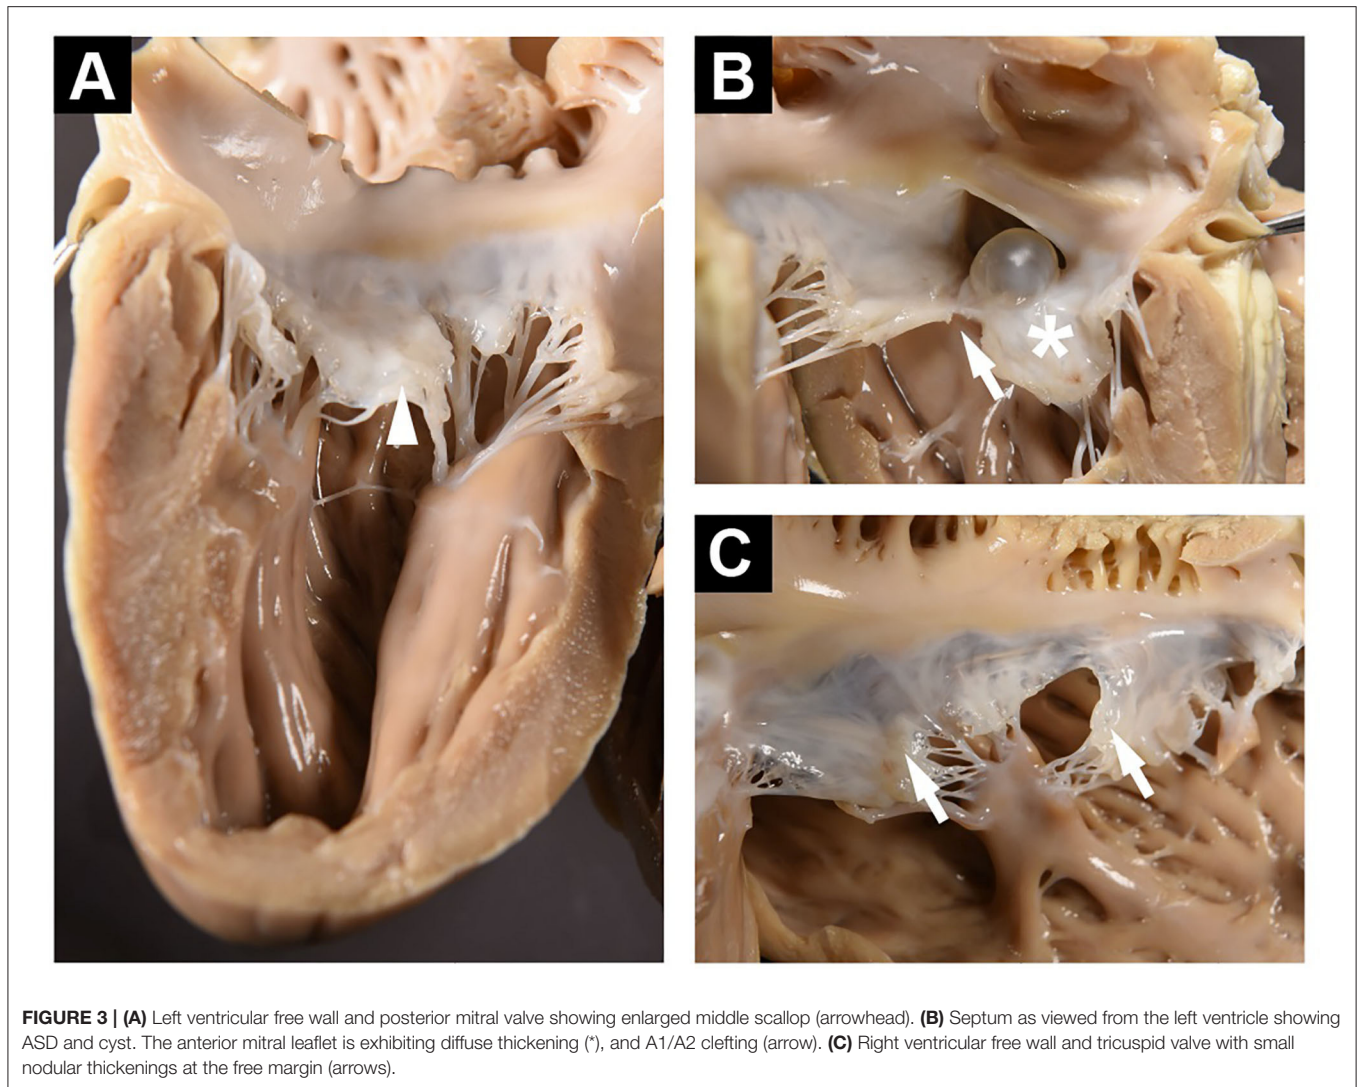 A
B
*
C
FIGURE 3 | (A) Left ventricular free wall and posterior mitral valve showing enlarged middle scallop (arrowhead). (B) Septum as viewed from the left ventricle showing
ASD and cyst. The anterior mitral leaflet is exhibiting diffuse thickening (*), and A1/A2 clefting (arrow). (C) Right ventricular free wall and tricuspid valve with small
nodular thickenings at the free margin (arrows).